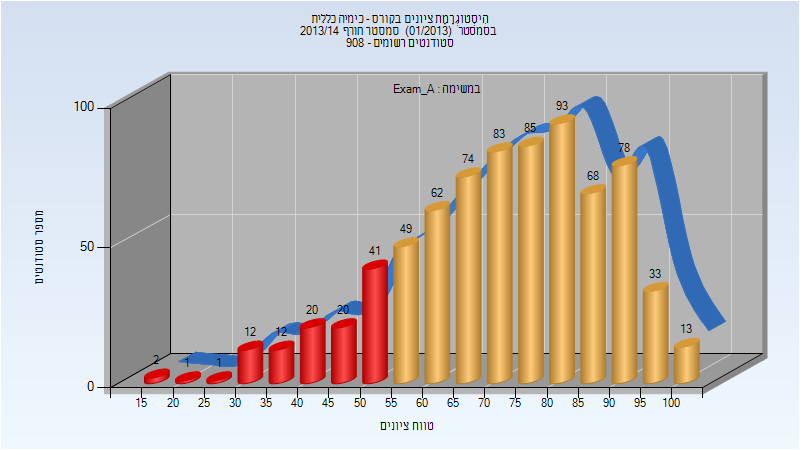 היסטוגרמת ציונים בקורס - כימיה כללית
בסמסטר (01/2013) סמסטר חורף 2013/14
סטודנטים רשומים - 908
במשימה : Exam_A
מספר סטודנטים
100
50
0
2 1 1 12 12 20 20 41 49 62 74 83 85 93 68 78 33 13
15 20 25 30 35 40 45 50 55 60 65 70 75 80 85 90 95 100
טווח ציונים